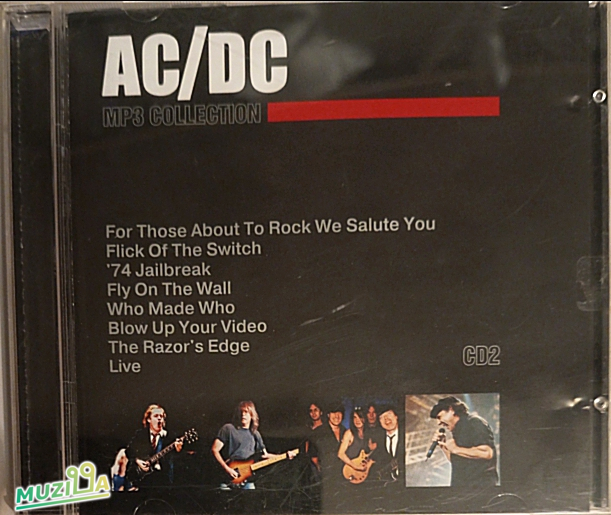 AC/DC
MP3 COLLECTION
For Those About To Rock We Salute You
Flick Of The Switch
'74 Jailbreak
Fly On The Wall
Who Made Who
Blow Up Your Video
The Razor's Edge
Live
CD2
MUZI99A